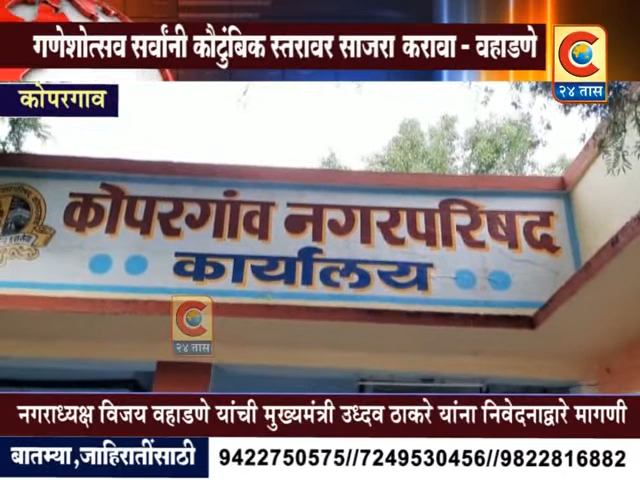 गणेशोत्सव सर्वांनी कौटुंबिक स्तरावर साजरा करावा - वहाडणे
C
२४ तास
कोपरगाव
कोपरगांव नगरपरिषद
कार्यालय
C
२४ तास
नगराध्यक्ष विजय वहाडणे यांची मुख्यमंत्री उध्दव ठाकरे यांना निवेदनाद्वारे मागणी
बातम्या,जाहिरातींसाठी 9422750575//7249530456//9822816882